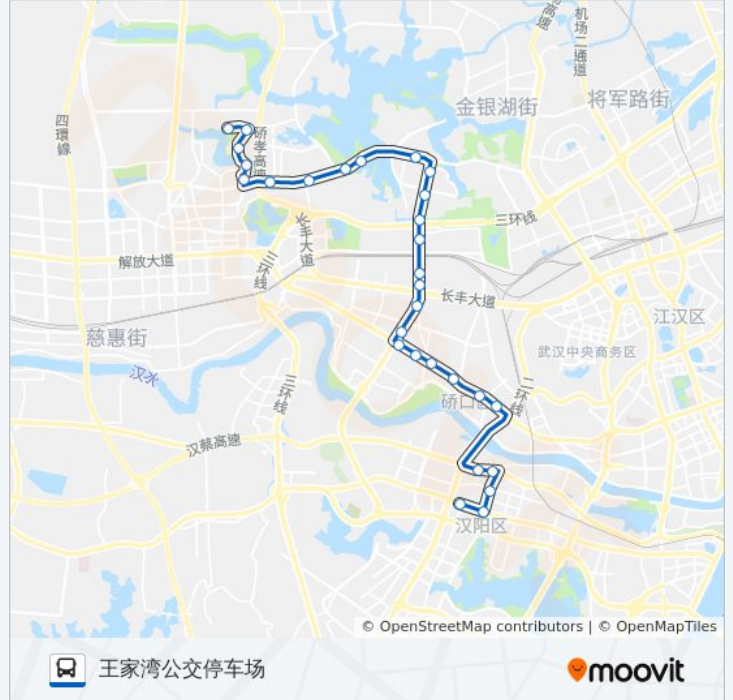 高速
机场二通道
金银湖街
将军路街
四環線
硚孝高速
三环线
长丰大道
解放大道
三环线
长丰大道
江汉区
慈惠街
武汉中央商务区
汉水
三环线
二环线
硚口区
汉蔡高速
汉阳区
© OpenStreetMap contributors | © OpenMapTiles
王家湾公交停车场
moovit